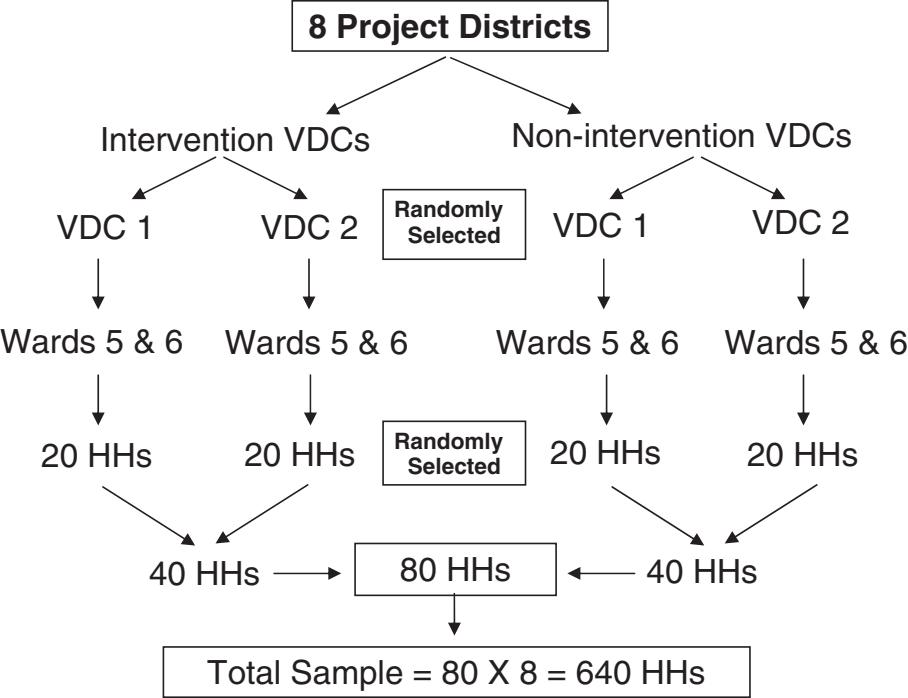 8 Project Districts
Intervention VDCs
Non-intervention VDCs
VDC 1
VDC 2
Randomly
Selected
VDC 1
VDC 2
Wards 5 & 6
Wards 5 & 6
Wards 5 & 6
Wards 5 & 6
20 HHs
20 HHs
Randomly
Selected
20 HHs
20 HHs
40 HHs
80 HHs
40 HHs
Total Sample = 80 X 8 = 640 HHs